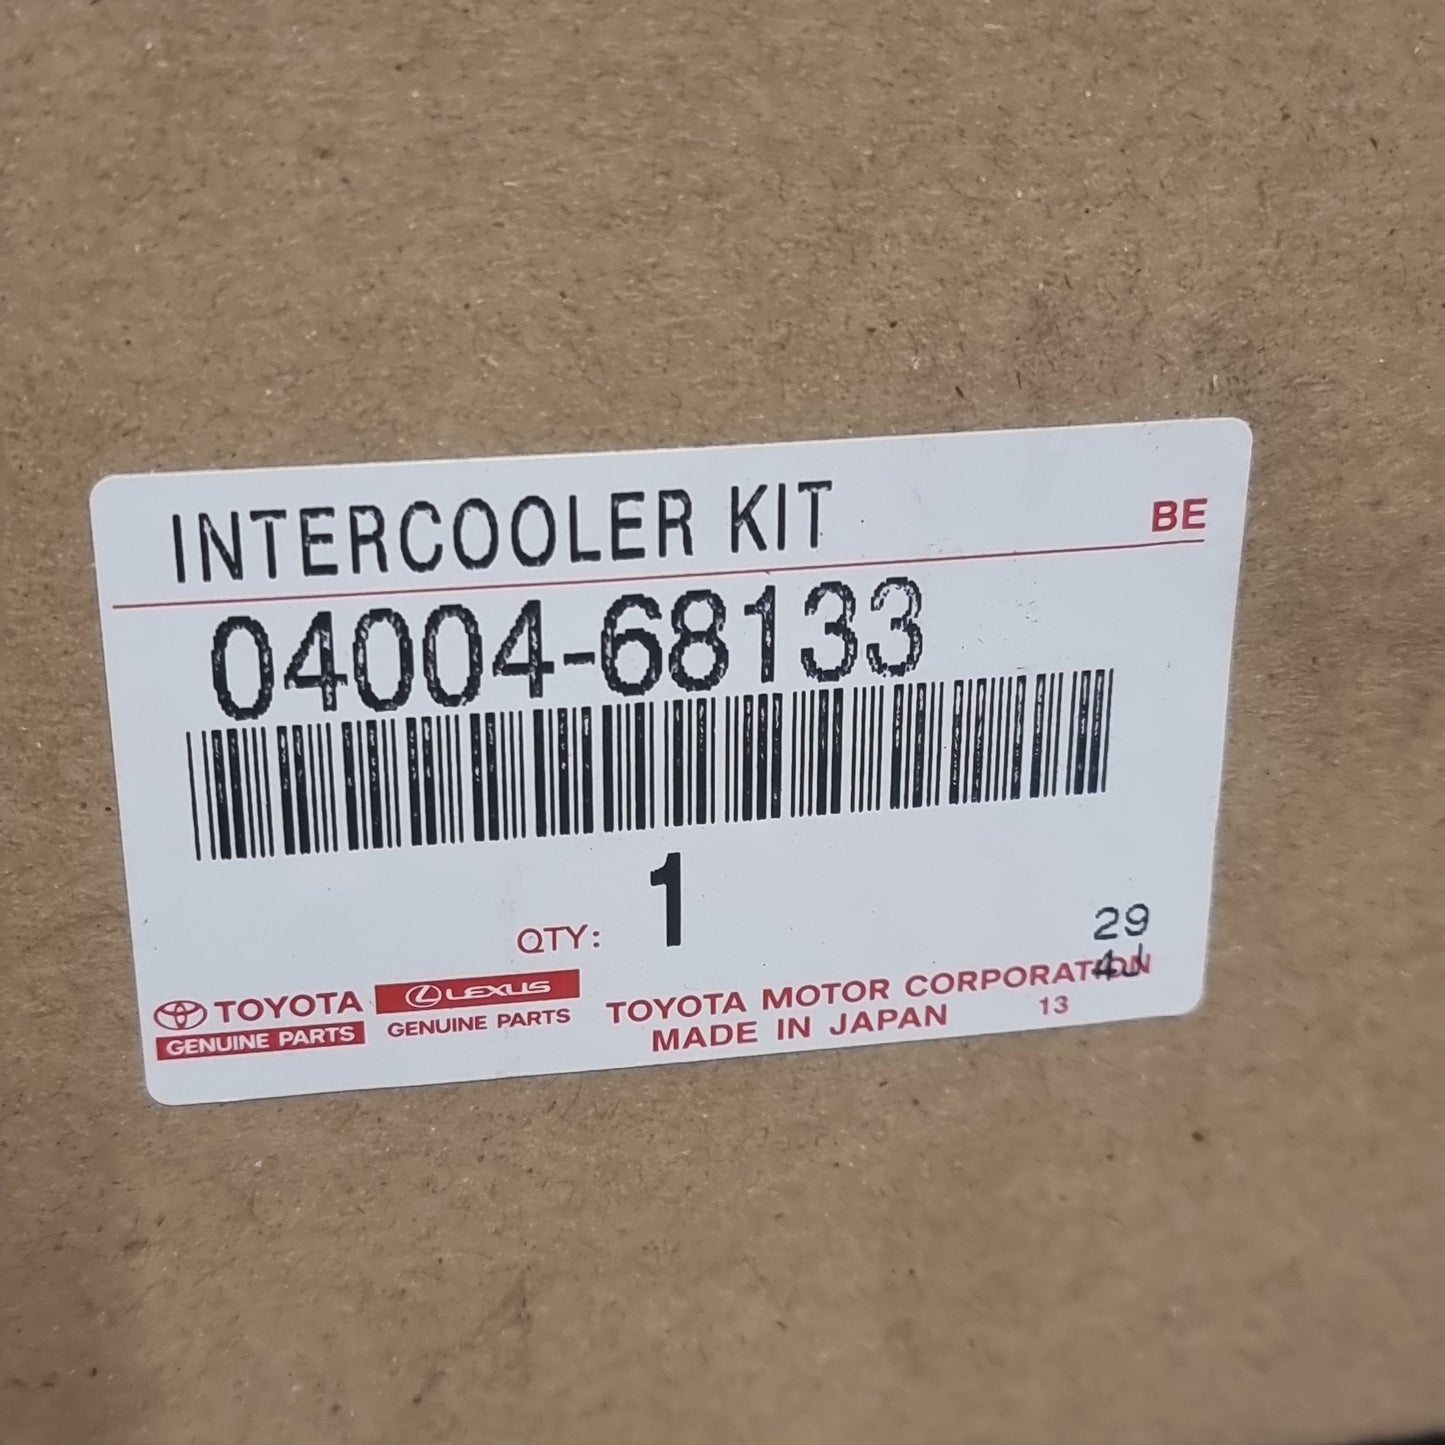 INTERCOOLER KIT
BE
04004-68133
QTY: 1
29
4J
TOYOTA
GENUINE PARTS
LEXUS
GENUINE PARTS
TOYOTA MOTOR CORPORATION
MADE IN JAPAN 13